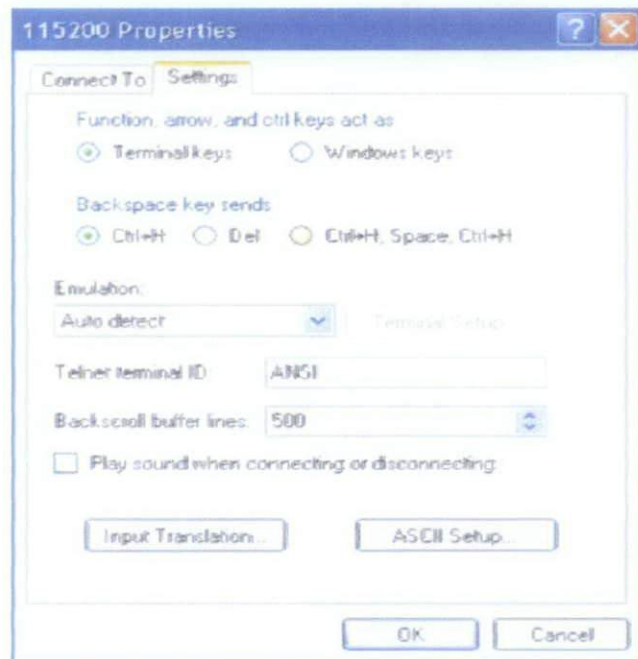 115200 Properties
Connect To Settings
Function, arrow, and ctrl keys act as
Terminal keys Windows keys
Backspace key sends
Ctrl+H Del Ctrl+H, Space, Ctrl+H
Emulation:
Auto detect Terminal Setup...
Telnet terminal ID ANSI
Backscroll buffer lines: 500
Play sound when connecting or disconnecting
Input Translation... ASCII Setup...
OK Cancel